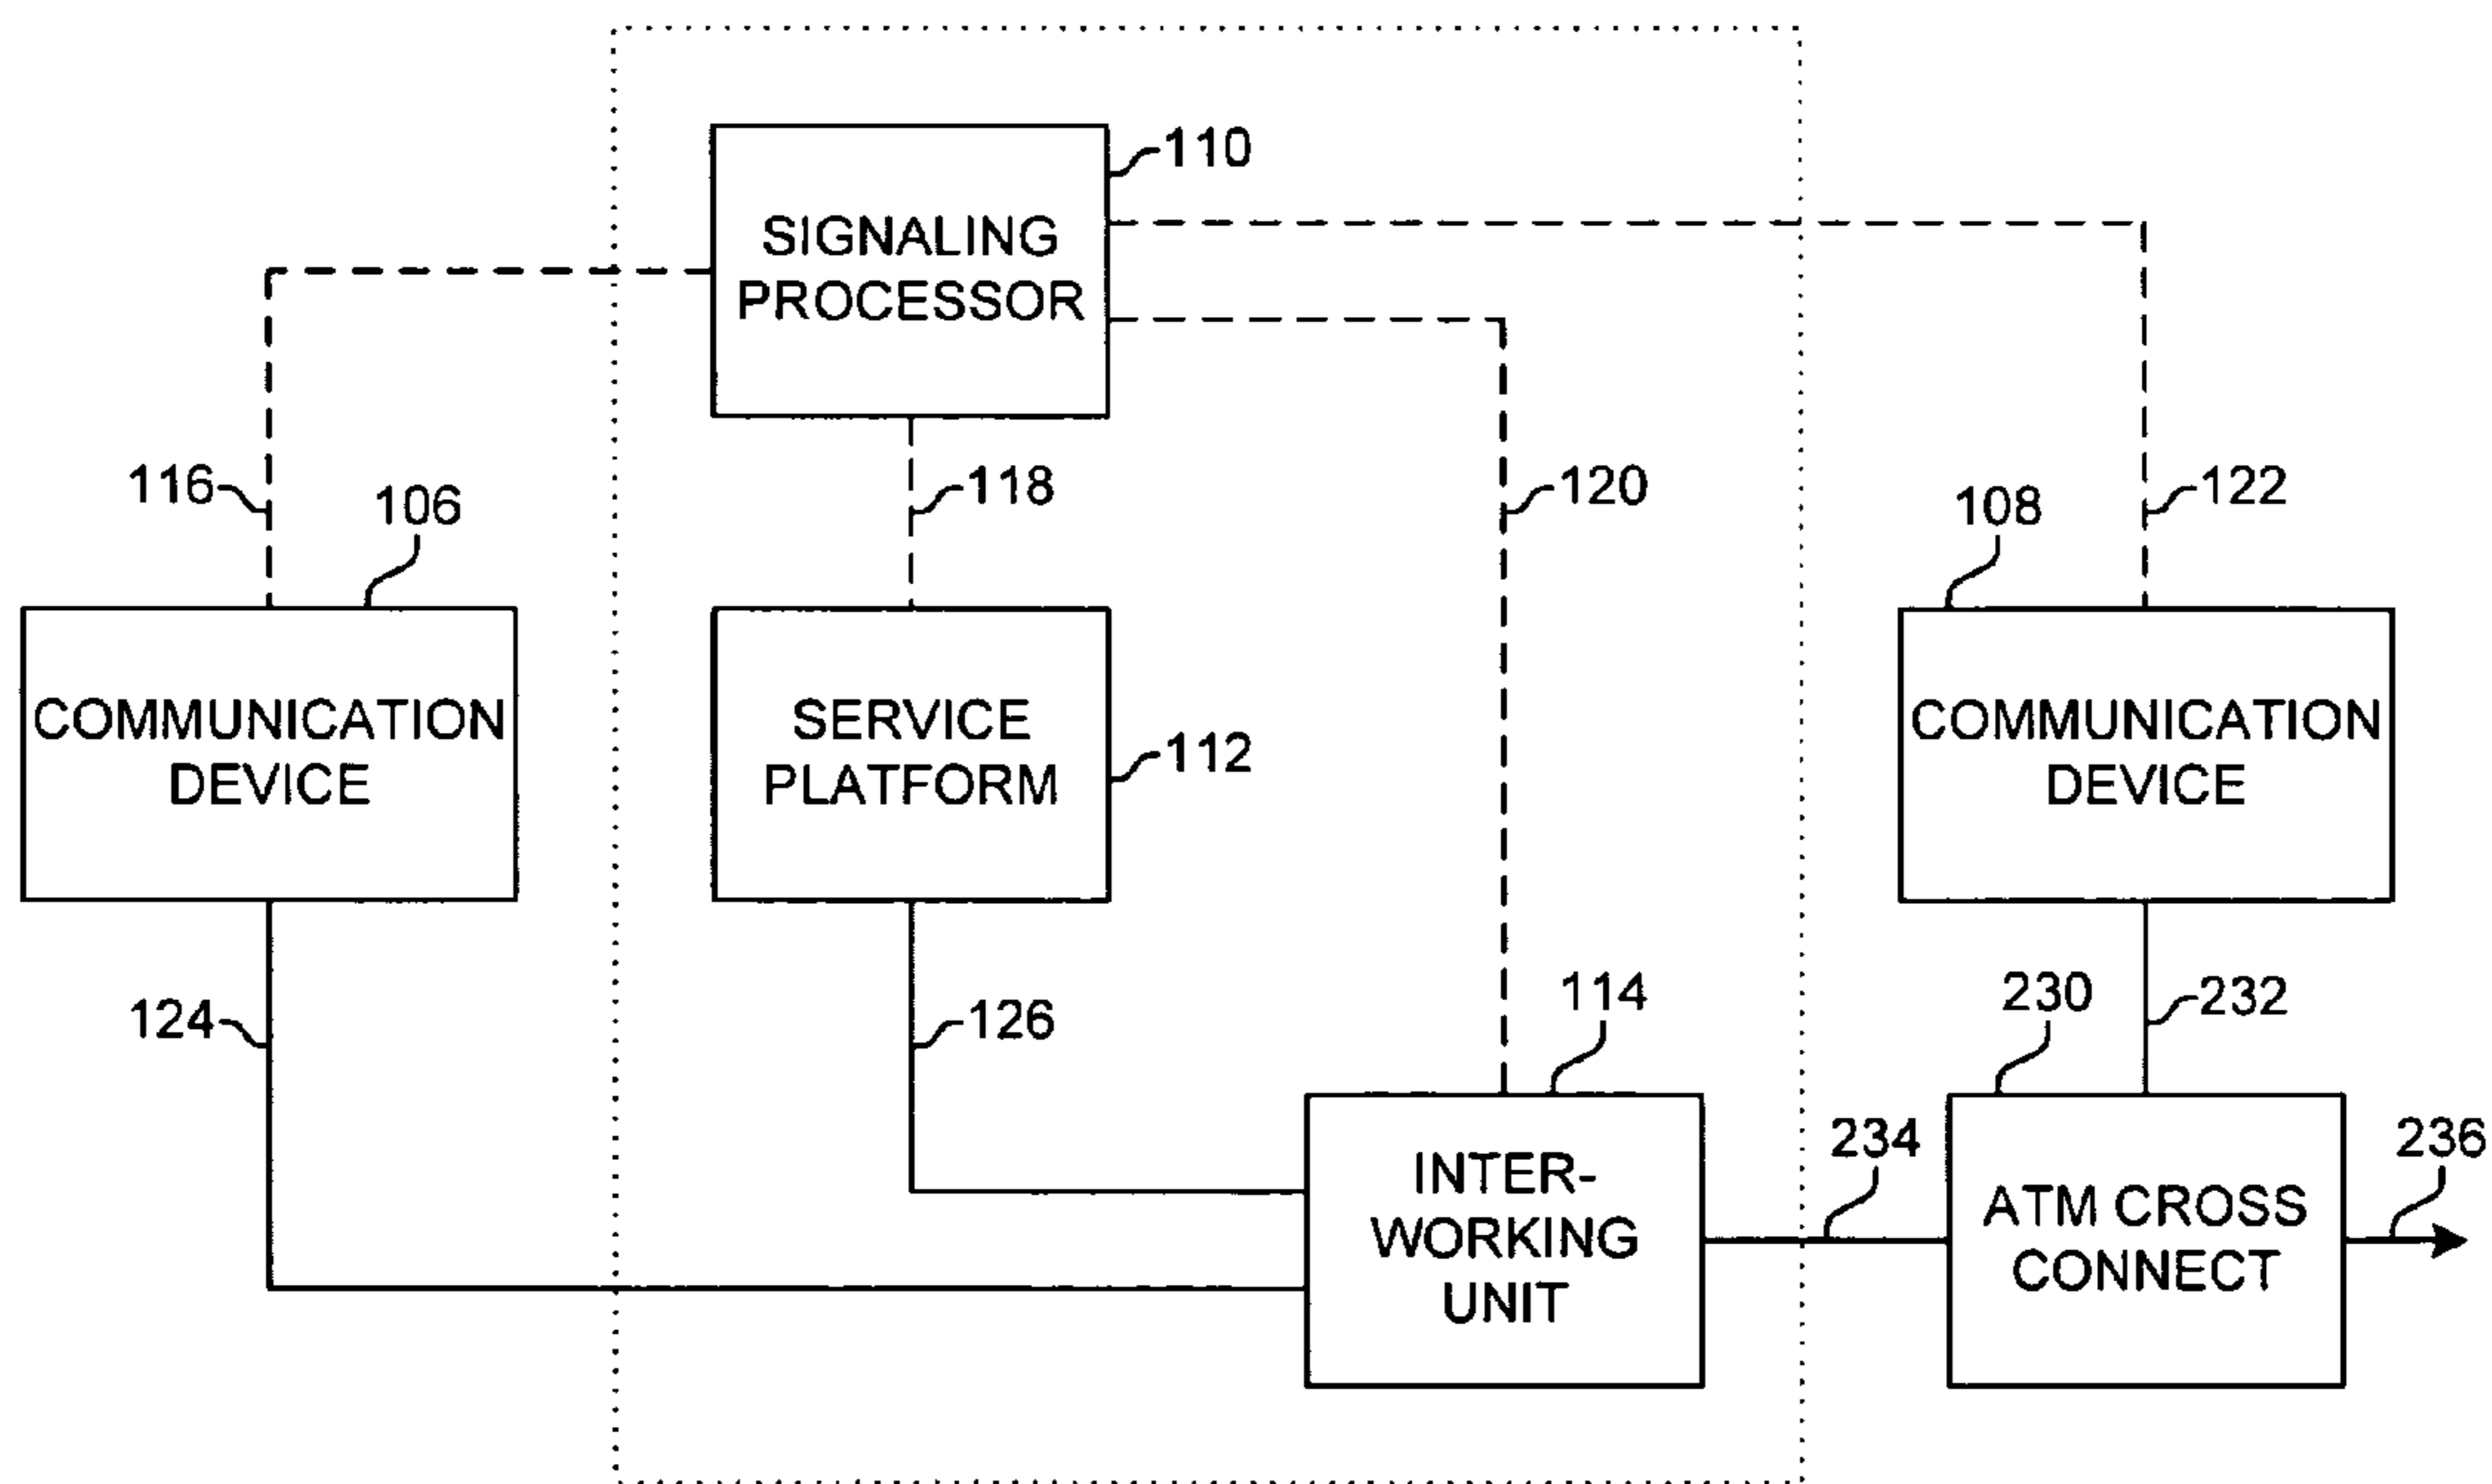 110
SIGNALING
PROCESSOR
116
106
118
120
108
122
COMMUNICATION
DEVICE
SERVICE
PLATFORM
112
COMMUNICATION
DEVICE
124
126
114
230
232
INTER-
WORKING
UNIT
234
ATM CROSS
CONNECT
236